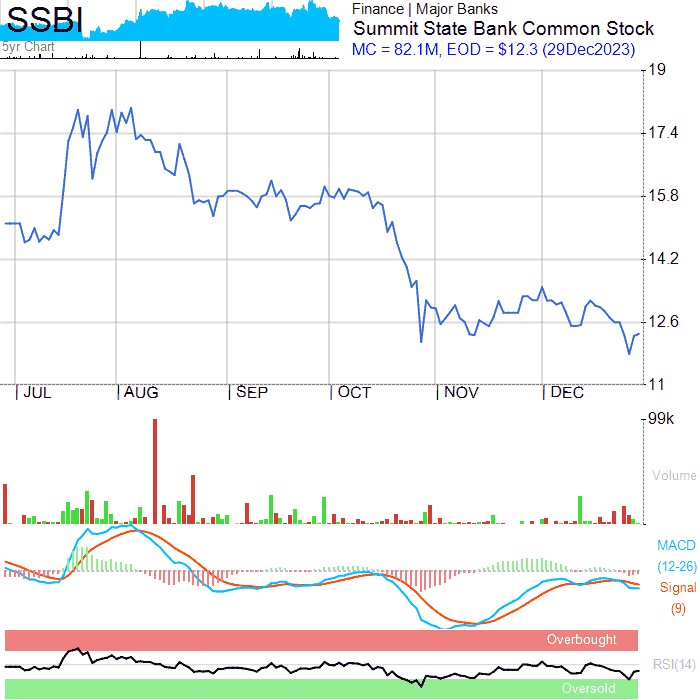 SSBI
5yr Chart
Finance | Major Banks
Summit State Bank Common Stock
MC = 82.1M, EOD = $12.3 (29Dec2023)
19
17.4
15.8
14.2
12.6
11
|JUL |AUG |SEP |OCT |NOV |DEC
99k
Volume
MACD
(12-26)
Signal
(9)
Overbought
RSI(14)
Oversold